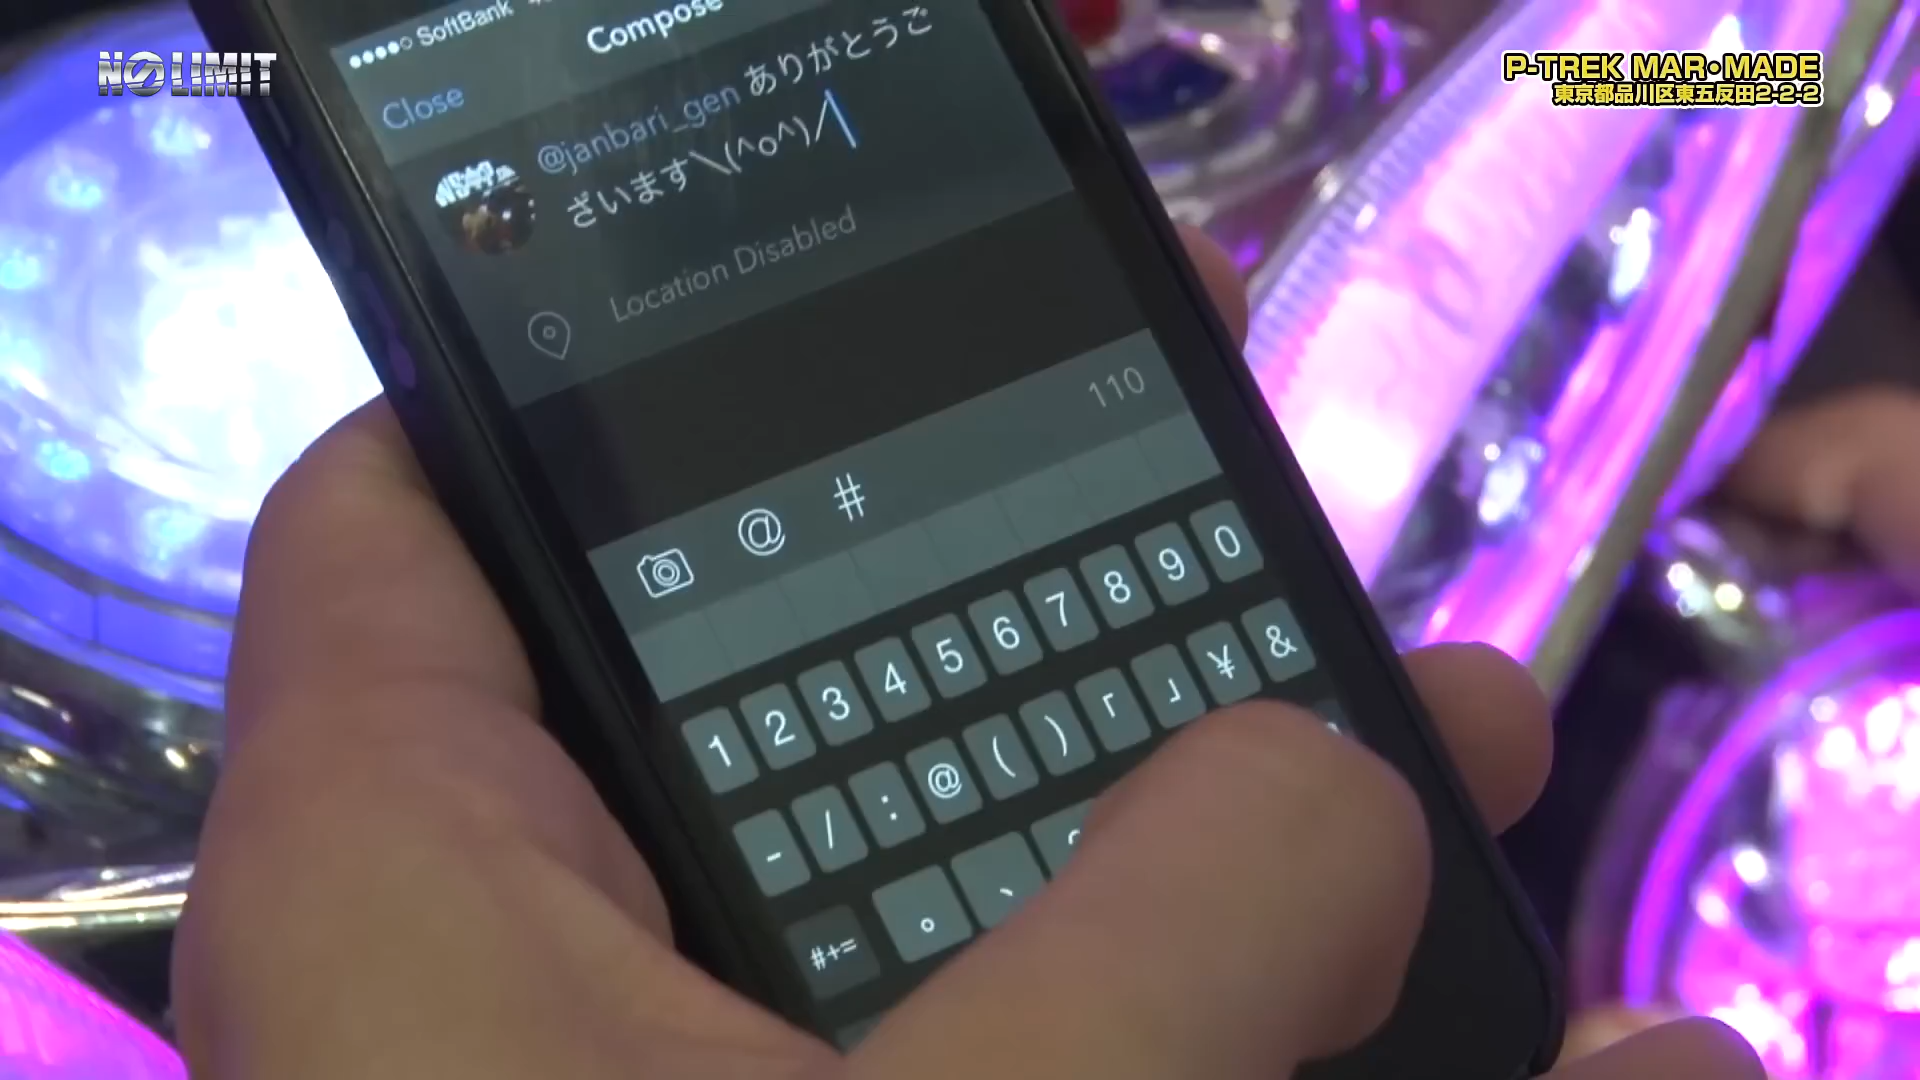 NO LIMIT
P-TREK MAR・MADE
東京都品川区東五反田2-2-2
SoftBank
Compose
Close
@janbari_gen ありがとうご
ざいます＼(^o^)／
Location Disabled
110
@ #
1 2 3 4 5 6 7 8 9 0
- / : @ ( ) 「 」 ¥ &
#+= 。 、